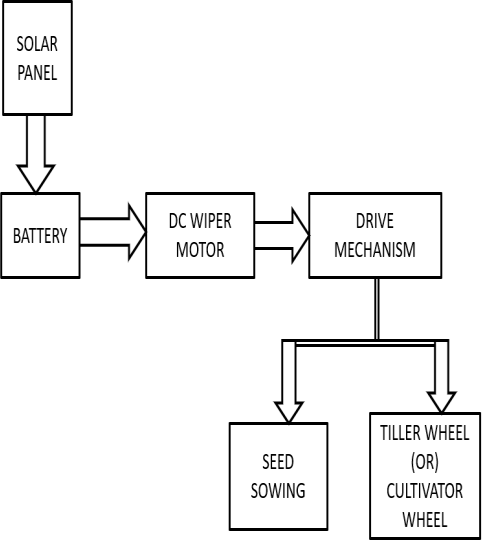 SOLAR
PANEL
BATTERY
DC WIPER
MOTOR
DRIVE
MECHANISM
SEED
SOWING
TILLER WHEEL
(OR)
CULTIVATOR
WHEEL